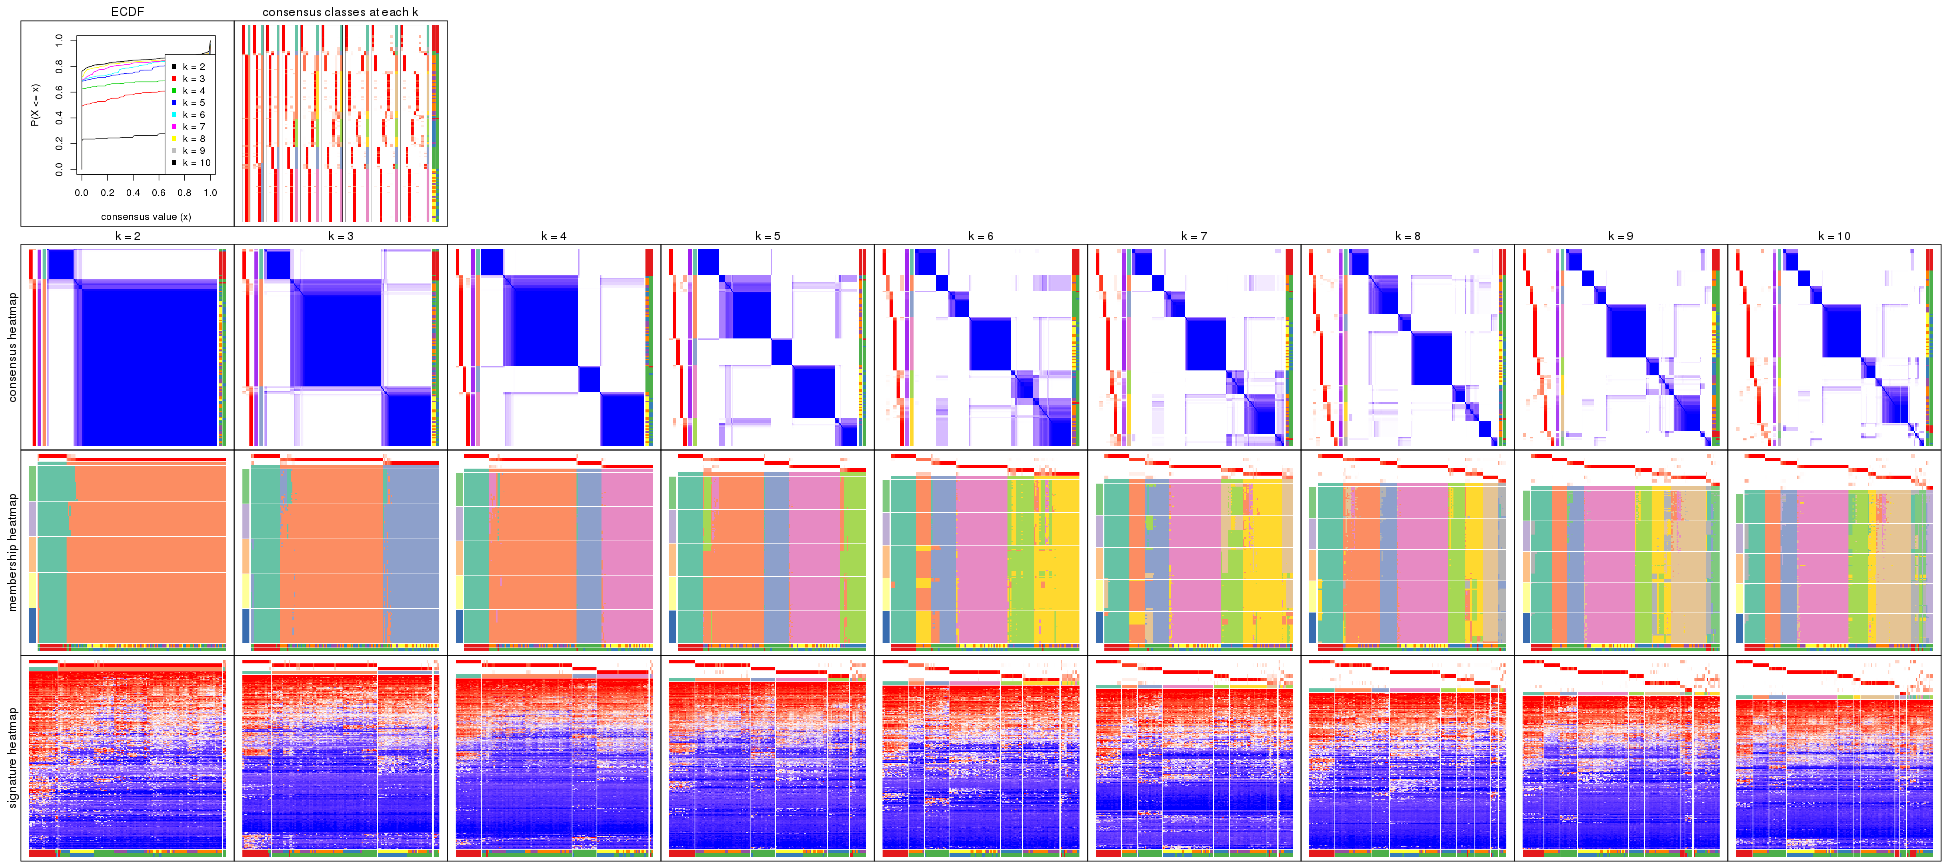 ECDF
consensus classes at each k
P(X <= x)
0.0
0.2
0.4
0.6
0.8
1.0
k = 2
k = 3
k = 4
k = 5
k = 6
k = 7
k = 8
k = 9
k = 10
0.0 0.2 0.4 0.6 0.8 1.0
consensus value (x)
k = 2 k = 3 k = 4 k = 5 k = 6 k = 7 k = 8 k = 9 k = 10
consensus heatmap
membership heatmap
signature heatmap